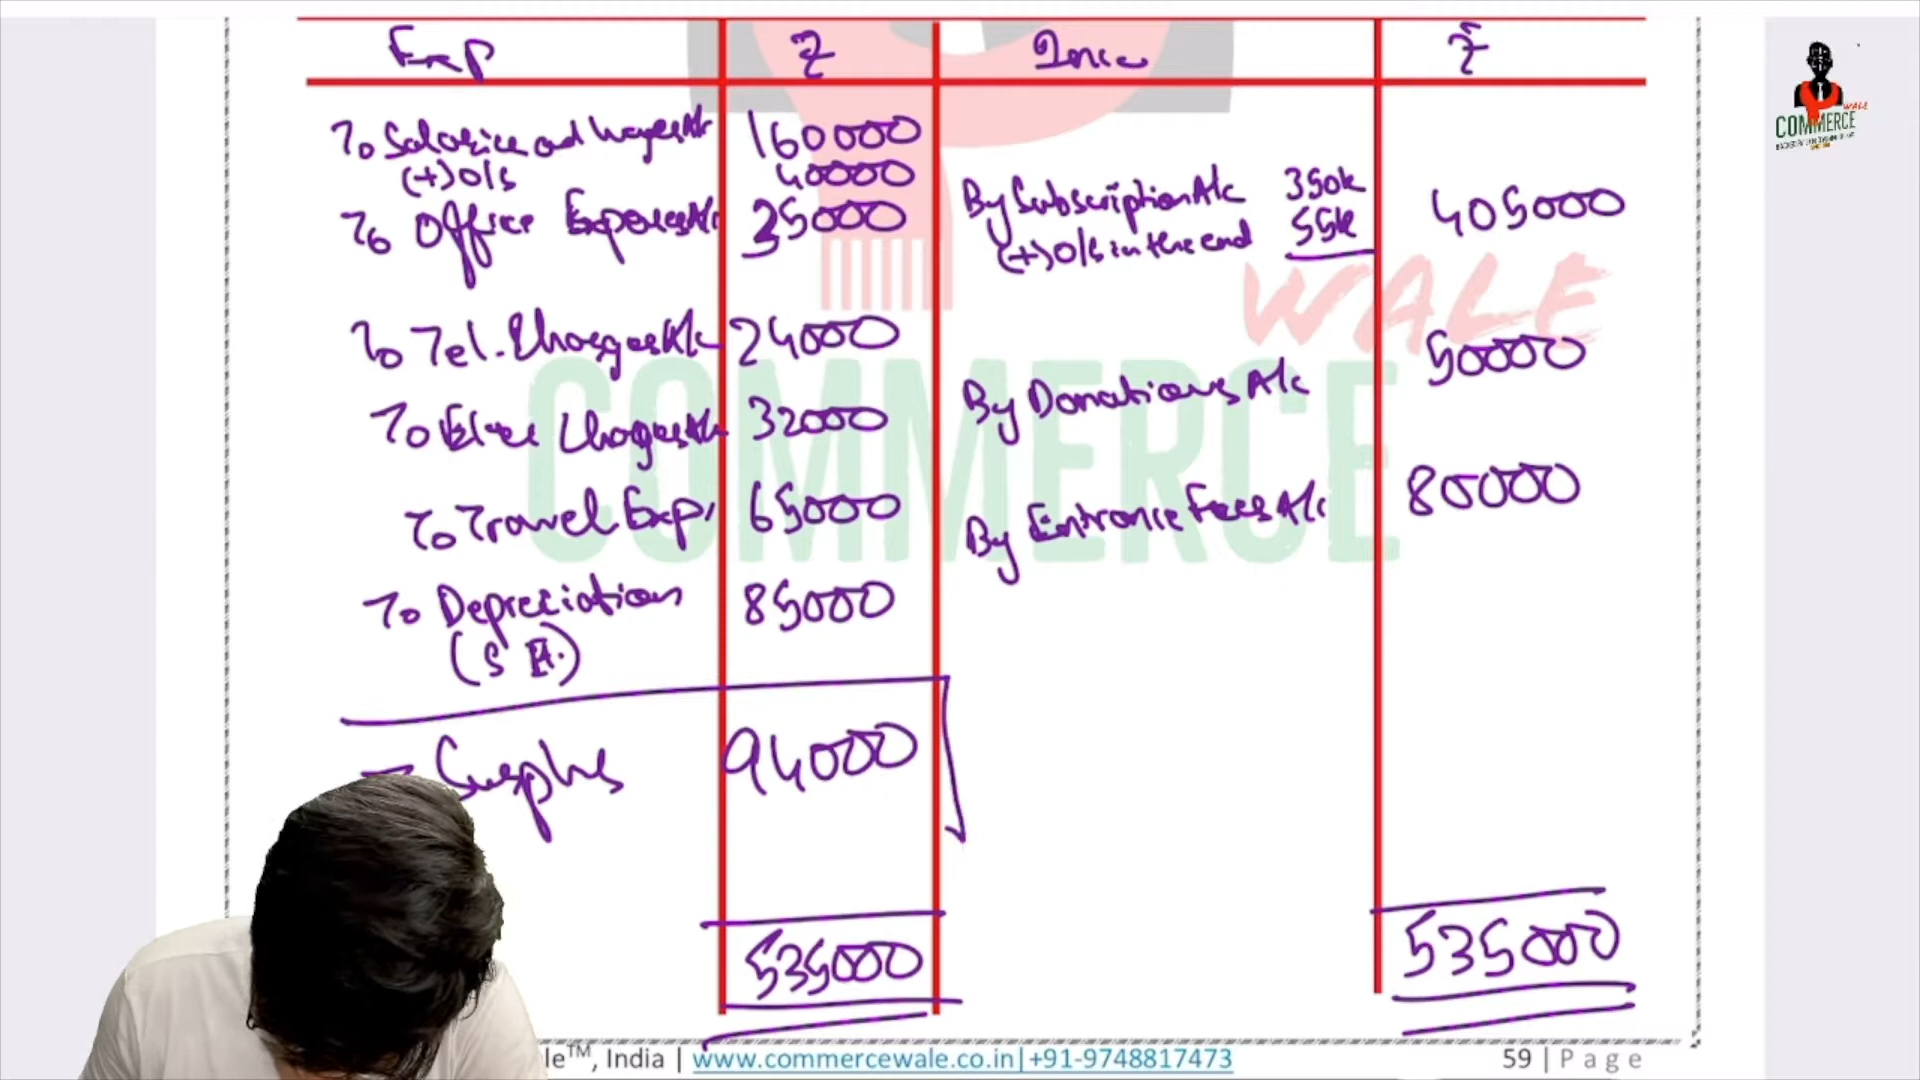 Exp ₹ Inc ₹
To Salaries and Wages A/c 160000
(+) O/s 40000
To Office Expenses A/c 35000
By Subscription A/c 350k 405000
(+) O/s in the end 55k
To Tel. Charges A/c 24000
By Donations A/c 50000
To Elec Charges A/c 32000
By Entrance Fees A/c 80000
To Travel Exp. 65000
To Depreciation 85000
Surplus 94000
535000 535000
WALE
COMMERCE
WALE
COMMERCE
le™, India | www.commercewale.co.in|+91-9748817473
59 | Page